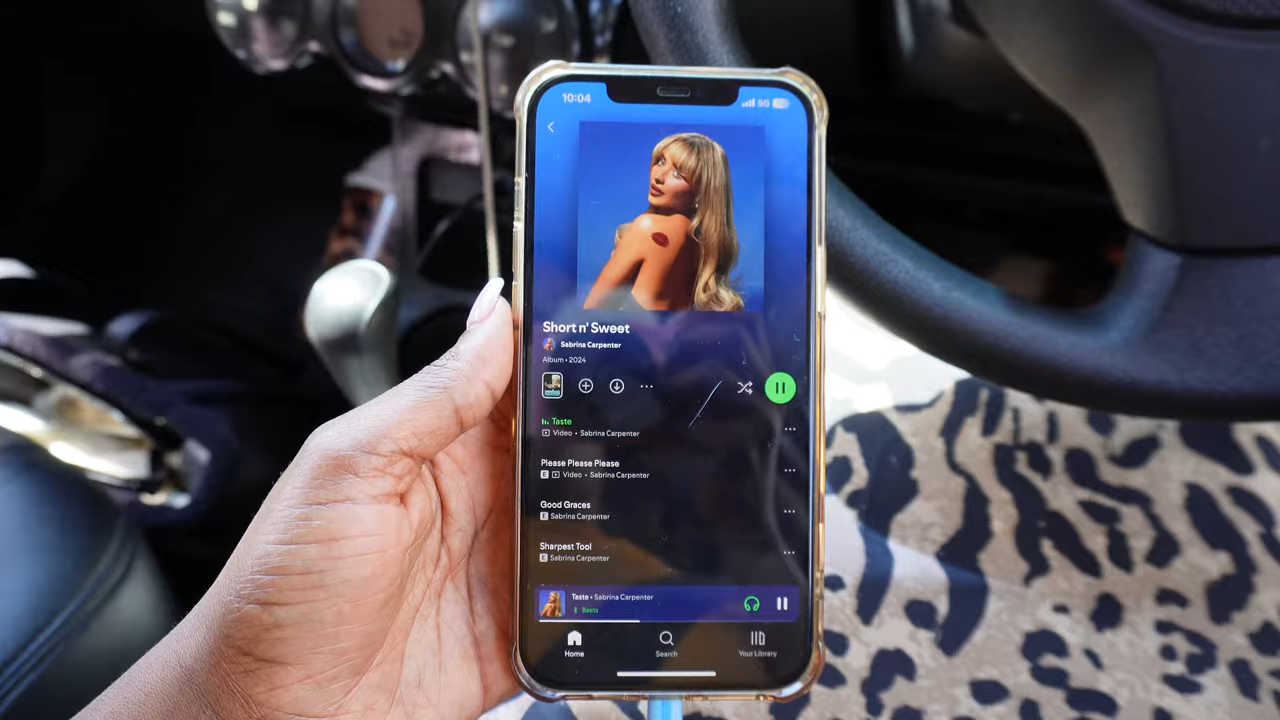 10:04
5G
Short n' Sweet
Sabrina Carpenter
Album • 2024
Taste
Video • Sabrina Carpenter
Please Please Please
E Video • Sabrina Carpenter
Good Graces
E Sabrina Carpenter
Sharpest Tool
E Sabrina Carpenter
Taste • Sabrina Carpenter
Beats
Home Search Your Library